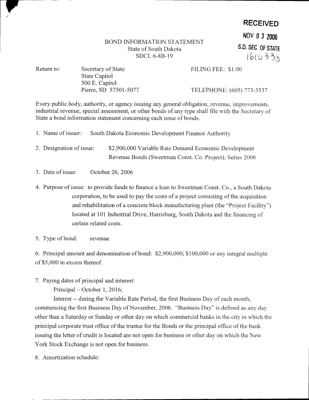 RECEIVED
NOV 0 3 2006
S.D. SEC OF STATE
BOND INFORMATION STATEMENT
State of South Dakota
SDCL 6-8B-19
Return to: Secretary of State FILING FEE: $1.00
State Capitol
500 E. Capitol
Pierre, SD 57501-5077 TELEPHONE: (605) 773-3537
Every public body, authority, or agency issuing any general obligation, revenue, improvements,
industrial revenue, special assessment, or other bonds of any type shall file with the Secretary of
State a bond information statement concerning each issue of bonds.
1. Name of issuer: South Dakota Economic Development Finance Authority
2. Designation of issue: $2,900,000 Variable Rate Demand Economic Development
Revenue Bonds (Sweetman Const. Co. Project), Series 2006
3. Date of issue: October 26, 2006
4. Purpose of issue: to provide funds to finance a loan to Sweetman Const. Co., a South Dakota
corporation, to be used to pay the costs of a project consisting of the acquisition
and rehabilitation of a concrete block manufacturing plant (the "Project Facility")
located at 101 Industrial Drive, Harrisburg, South Dakota and the financing of
certain related costs.
5. Type of bond: revenue
6. Principal amount and denomination of bond: $2,900,000; $100,000 or any integral multiple
of $5,000 in excess thereof.
7. Paying dates of principal and interest:
Principal – October 1, 2016;
Interest – during the Variable Rate Period, the first Business Day of each month,
commencing the first Business Day of November, 2006. "Business Day" is defined as any day
other than a Saturday or Sunday or other day on which commercial banks in the city in which the
principal corporate trust office of the trustee for the Bonds or the principal office of the bank
issuing the letter of credit is located are not open for business or other day on which the New
York Stock Exchange is not open for business.
8. Amortization schedule: